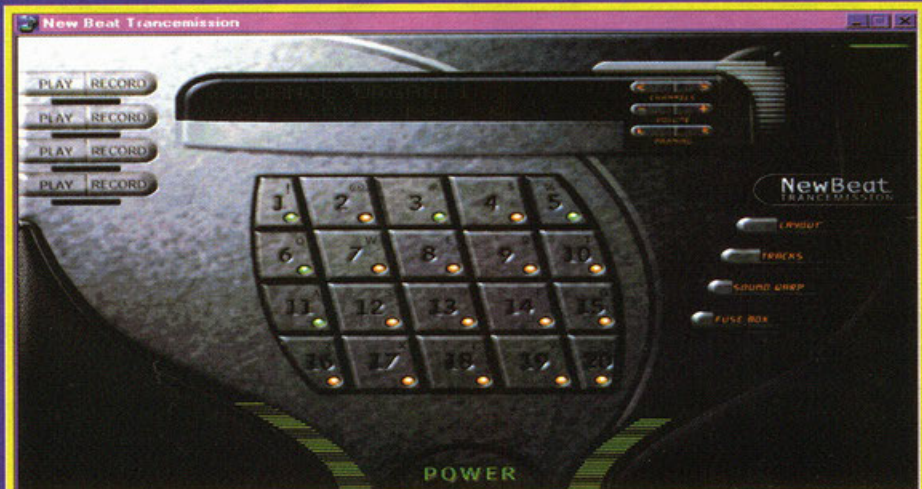 New Beat Trancemission
PLAY RECORD
PLAY RECORD
PLAY RECORD
PLAY RECORD
CHANNELS
VOLUME
1 2 3 4 5
6 7 8 9 10
11 12 13 14 15
16 17 18 19 20
NewBeat
TRANCEMISSION
LAYOUT
TRACKS
SOUND WARP
FUSE BOX
POWER